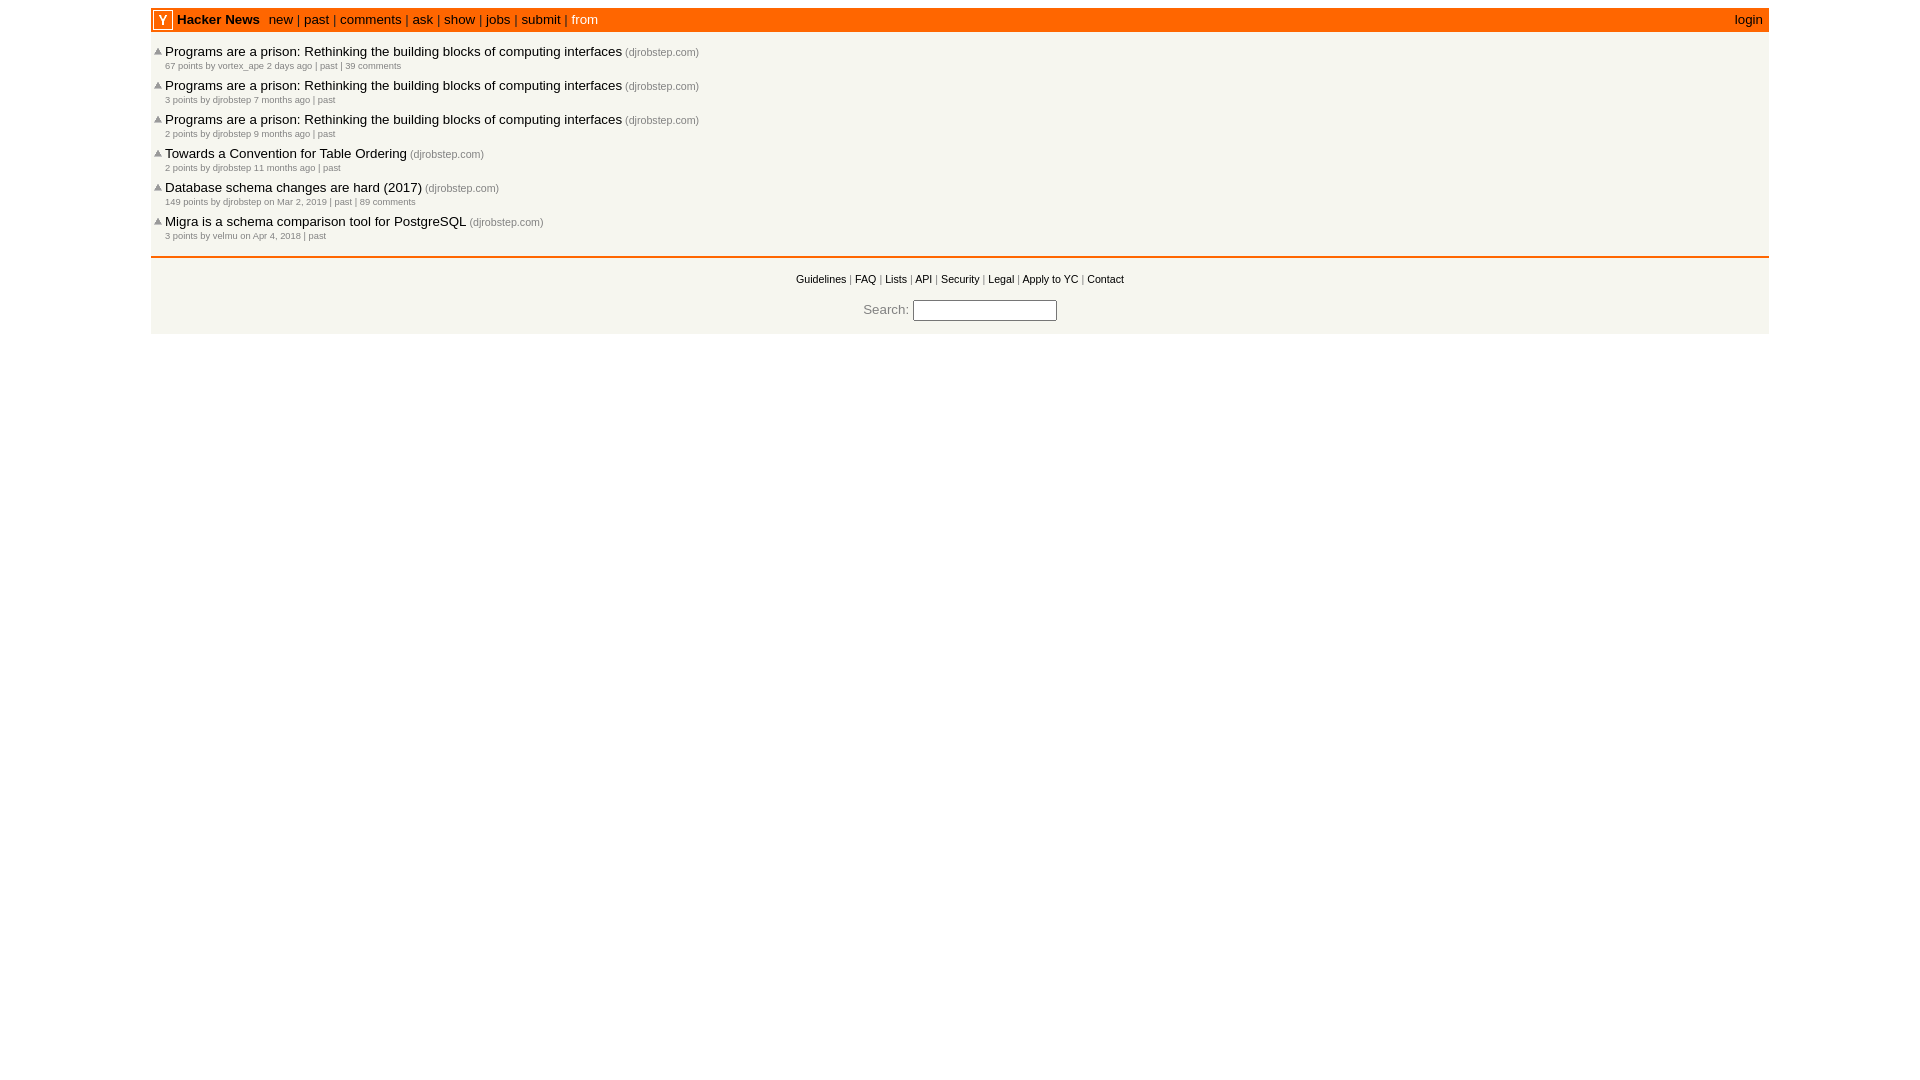 Y Hacker News new | past | comments | ask | show | jobs | submit | from login
Programs are a prison: Rethinking the building blocks of computing interfaces (djrobstep.com)
67 points by vortex_ape 2 days ago | past | 39 comments
Programs are a prison: Rethinking the building blocks of computing interfaces (djrobstep.com)
3 points by djrobstep 7 months ago | past
Programs are a prison: Rethinking the building blocks of computing interfaces (djrobstep.com)
2 points by djrobstep 9 months ago | past
Towards a Convention for Table Ordering (djrobstep.com)
2 points by djrobstep 11 months ago | past
Database schema changes are hard (2017) (djrobstep.com)
149 points by djrobstep on Mar 2, 2019 | past | 89 comments
Migra is a schema comparison tool for PostgreSQL (djrobstep.com)
3 points by velmu on Apr 4, 2018 | past
Guidelines | FAQ | Lists | API | Security | Legal | Apply to YC | Contact
Search: